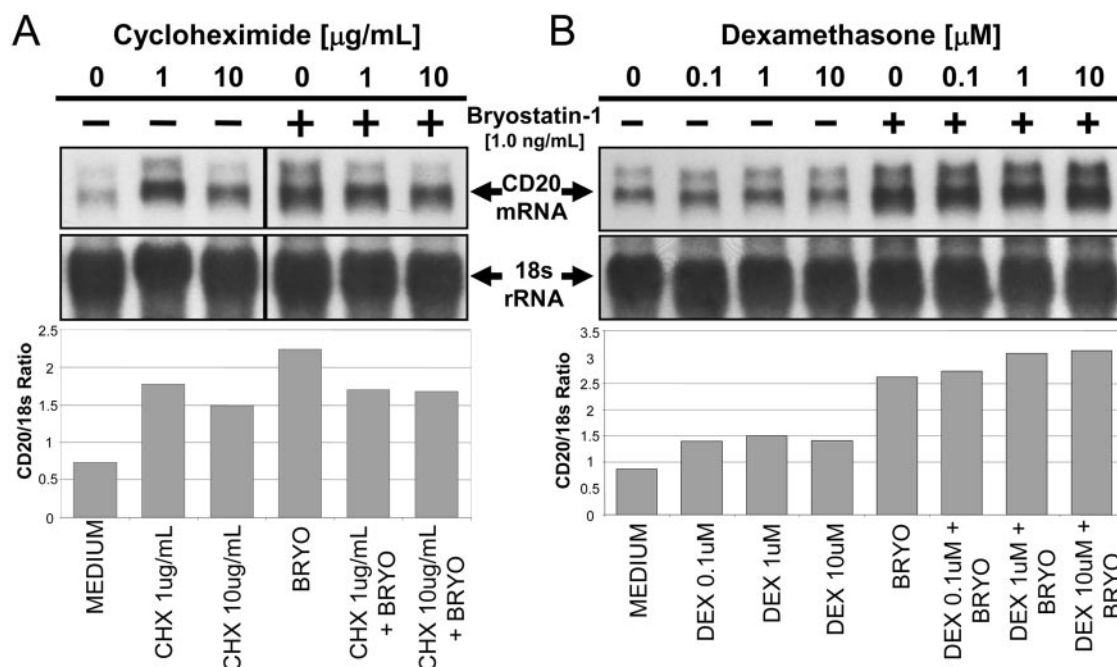 A
Cycloheximide [μg/mL]
0 1 10 0 1 10
− − − + + +
B
Dexamethasone [μM]
0 0.1 1 10 0 0.1 1 10
− − − − + + + +
Bryostatin-1
[1.0 ng/mL]
CD20
mRNA
18s
rRNA
CD20/18s Ratio
2.5
2
1.5
1
0.5
0
MEDIUM
CHX 1ug/mL
CHX 10ug/mL
BRYO
CHX 1ug/mL
+ BRYO
CHX 10ug/mL
+ BRYO
CD20/18s Ratio
3.5
3
2.5
2
1.5
1
0.5
0
MEDIUM
DEX 0.1uM
DEX 1uM
DEX 10uM
BRYO
DEX 0.1uM +
BRYO
DEX 1uM +
BRYO
DEX 10uM +
BRYO